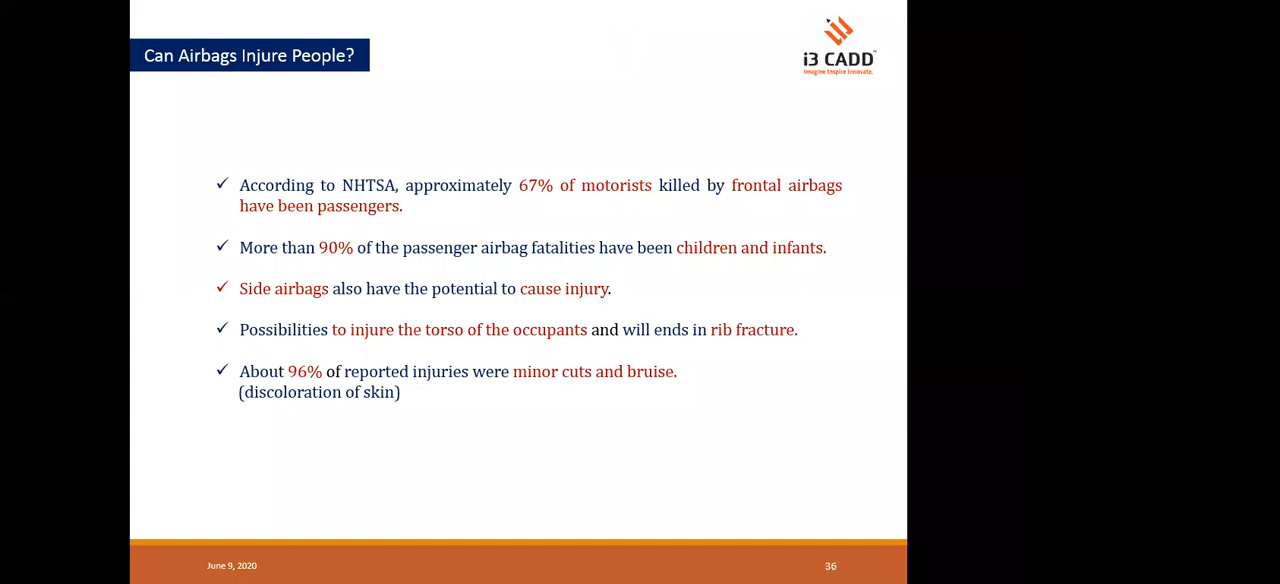 Can Airbags Injure People?
i3 CADD™
Imagine Inspire Innovate.
✓ According to NHTSA, approximately 67% of motorists killed by frontal airbags
have been passengers.
✓ More than 90% of the passenger airbag fatalities have been children and infants.
✓ Side airbags also have the potential to cause injury.
✓ Possibilities to injure the torso of the occupants and will ends in rib fracture.
✓ About 96% of reported injuries were minor cuts and bruise.
(discoloration of skin)
June 9, 2020
36